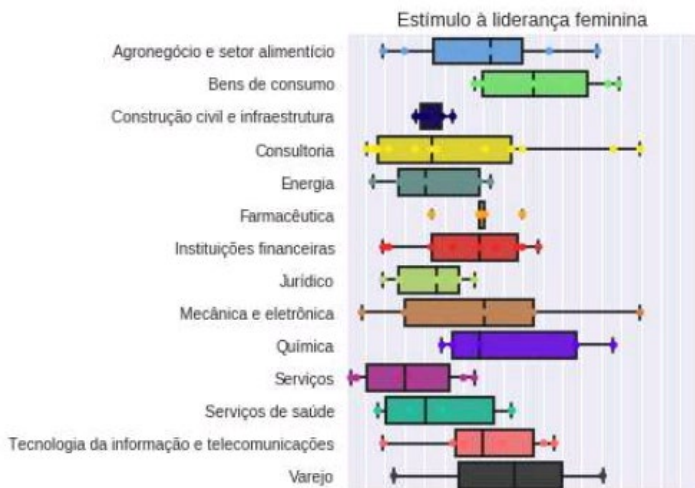 Estímulo à liderança feminina
Agronegócio e setor alimentício
Bens de consumo
Construção civil e infraestrutura
Consultoria
Energia
Farmacêutica
Instituições financeiras
Jurídico
Mecânica e eletrônica
Química
Serviços
Serviços de saúde
Tecnologia da informação e telecomunicações
Varejo